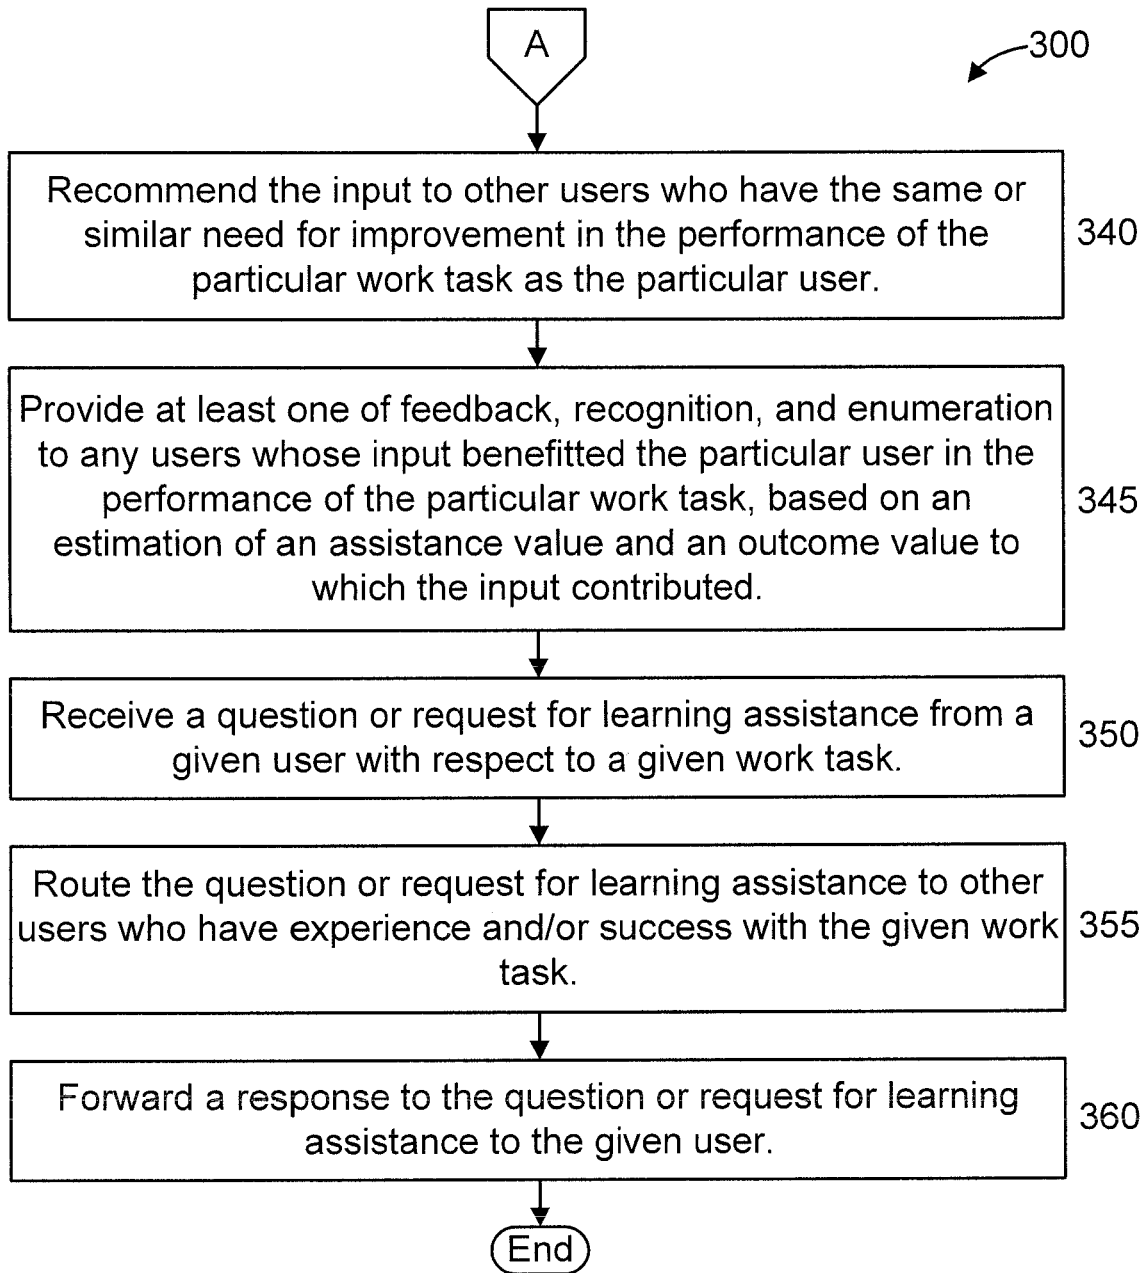 A
300
Recommend the input to other users who have the same or
similar need for improvement in the performance of the
particular work task as the particular user.
340
Provide at least one of feedback, recognition, and enumeration
to any users whose input benefitted the particular user in the
performance of the particular work task, based on an
estimation of an assistance value and an outcome value to
which the input contributed.
345
Receive a question or request for learning assistance from a
given user with respect to a given work task.
350
Route the question or request for learning assistance to other
users who have experience and/or success with the given work
task.
355
Forward a response to the question or request for learning
assistance to the given user.
360
End